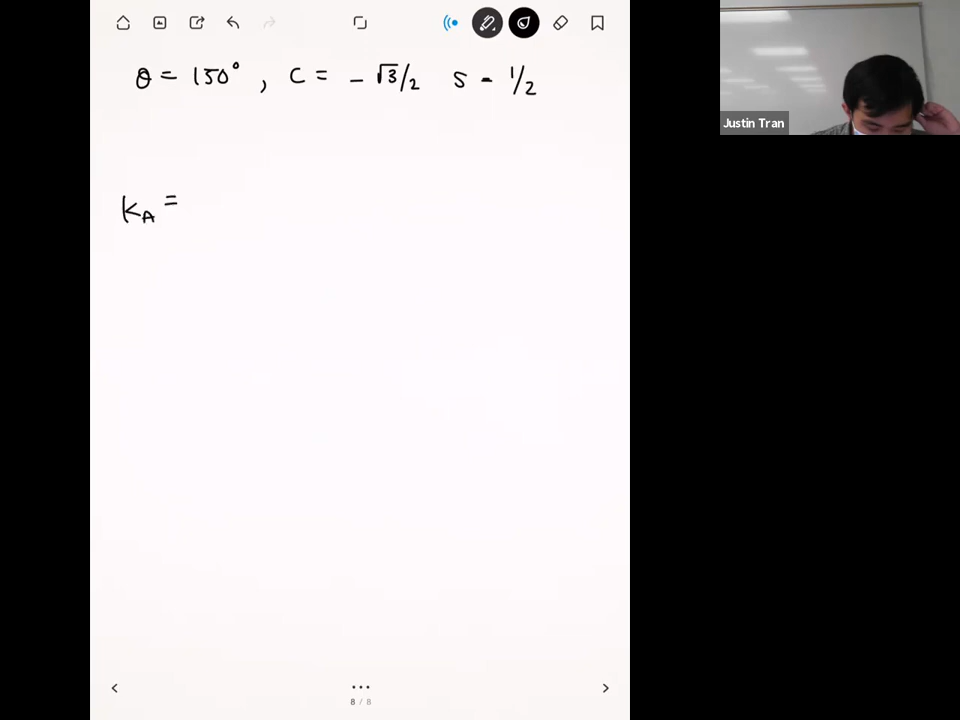 θ = 150° , C = - √3/2 S = 1/2
K_A =
Justin Tran
8 / 8